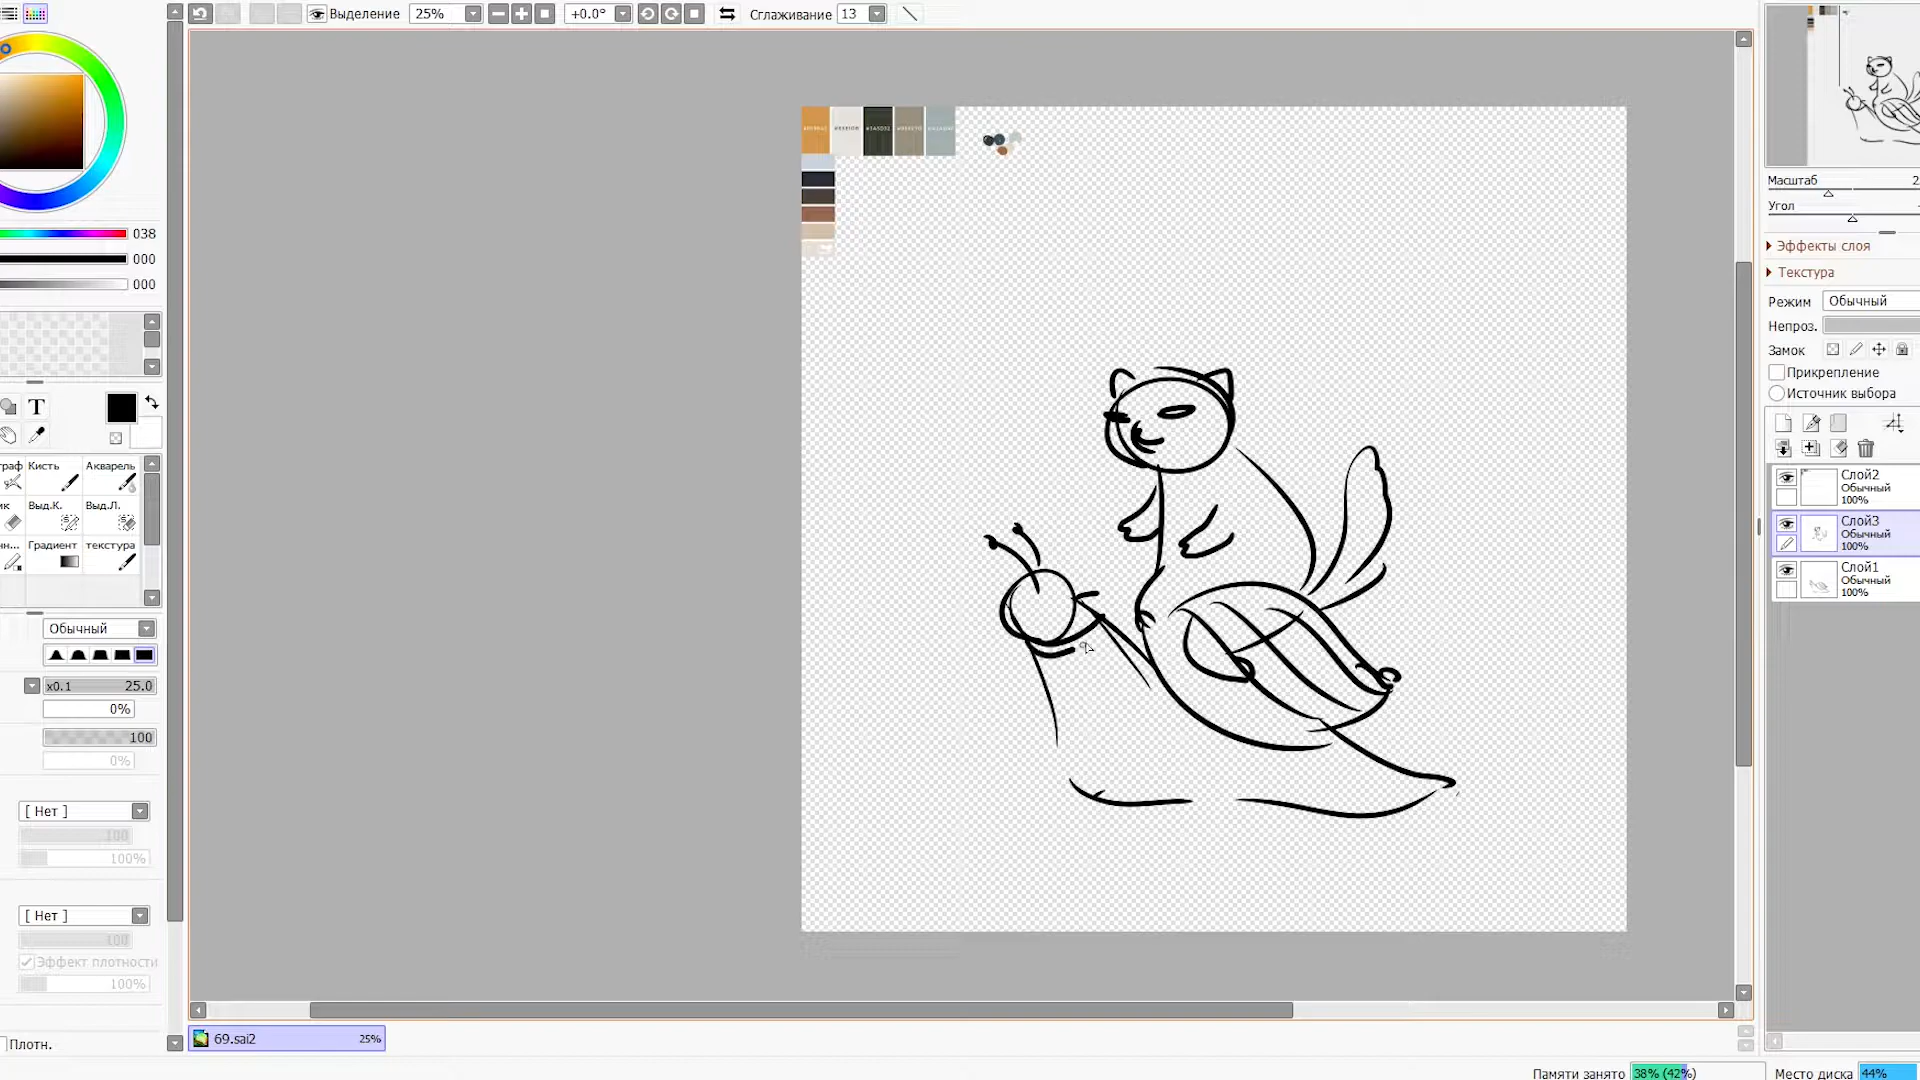 Выделение
25%
+0.0°
Сглаживание
13
038
000
000
T
Кисть
Акварель
Выд.К.
Выд.Л.
Градиент
текстура
Обычный
x0.1
25.0
0%
100
0%
[ Нет ]
100
100%
[ Нет ]
100
Эффект плотности
100%
Плотн.
69.sai2
25%
Масштаб
Угол
Эффекты слоя
Текстура
Режим
Обычный
Непроз.
Замок
Прикрепление
Источник выбора
Слой2
Обычный
100%
Слой3
Обычный
100%
Слой1
Обычный
100%
Памяти занято
38% (42%)
Место диска
44%